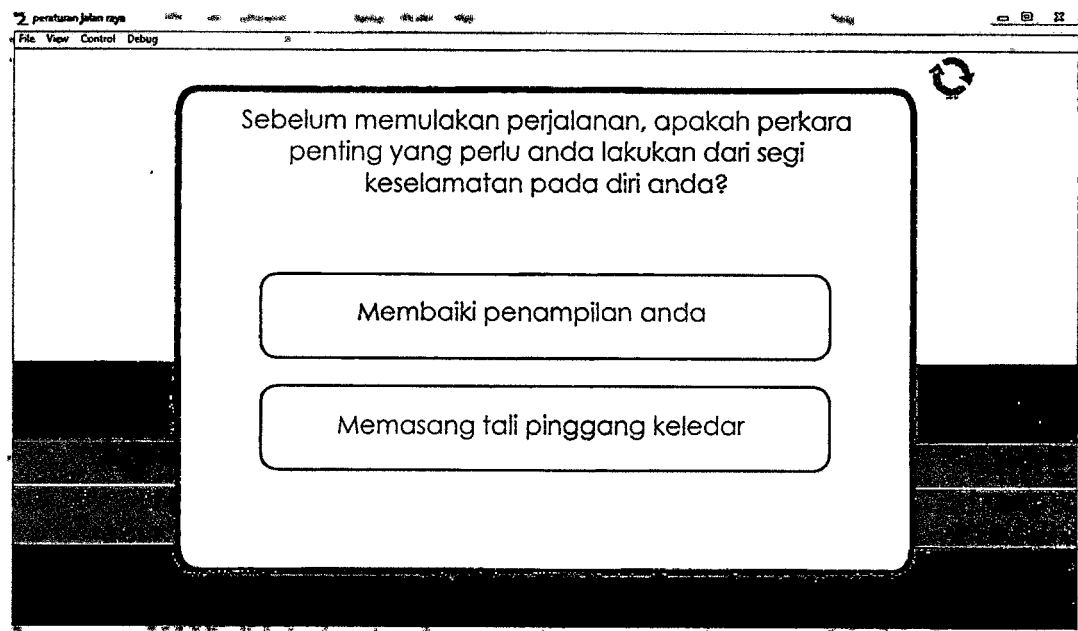 peraturan jalan raya
File View Control Debug
Sebelum memulakan perjalanan, apakah perkara
penting yang perlu anda lakukan dari segi
keselamatan pada diri anda?
Membaiki penampilan anda
Memasang tali pinggang keledar